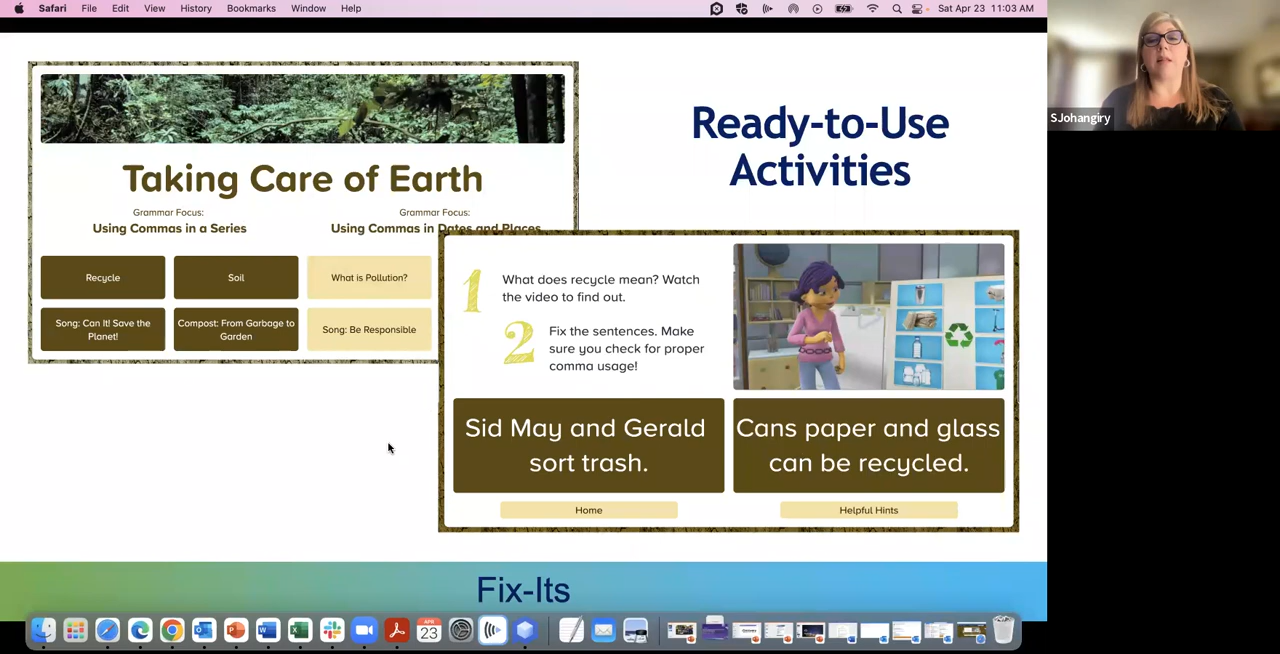 Safari File Edit View History Bookmarks Window Help Sat Apr 23 11:03 AM
SJohangiry
Ready-to-Use
Activities
Taking Care of Earth
Grammar Focus:
Using Commas in a Series
Grammar Focus:
Using Commas in Dates and Places
Recycle
Soil
What is Pollution?
Song: Can It! Save the
Planet!
Compost: From Garbage to
Garden
Song: Be Responsible
1
What does recycle mean? Watch
the video to find out.
2
Fix the sentences. Make
sure you check for proper
comma usage!
Sid May and Gerald
sort trash.
Cans paper and glass
can be recycled.
Home
Helpful Hints
Fix-Its
APR
23